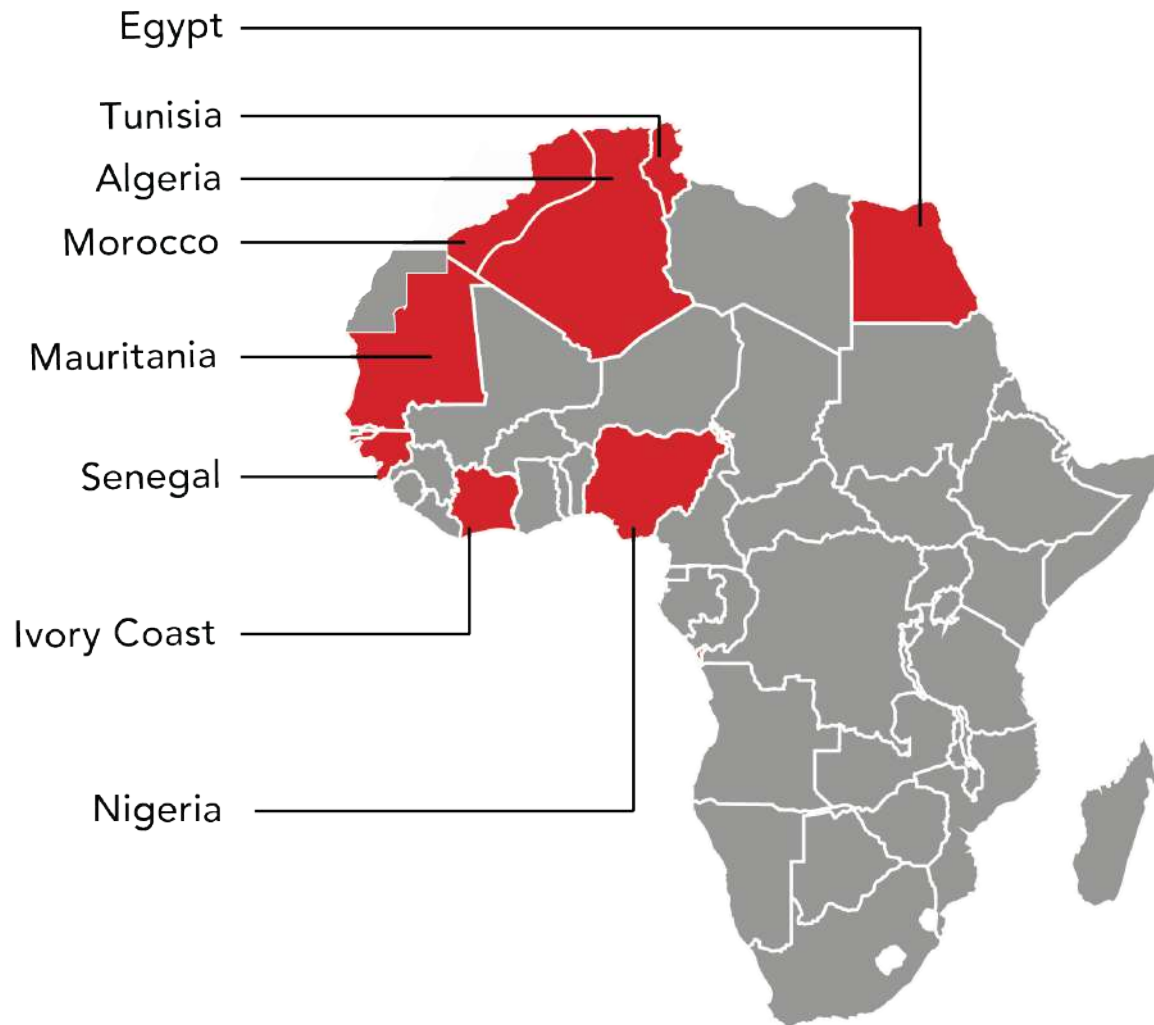 Egypt
Tunisia
Algeria
Morocco
Mauritania
Senegal
Ivory Coast
Nigeria